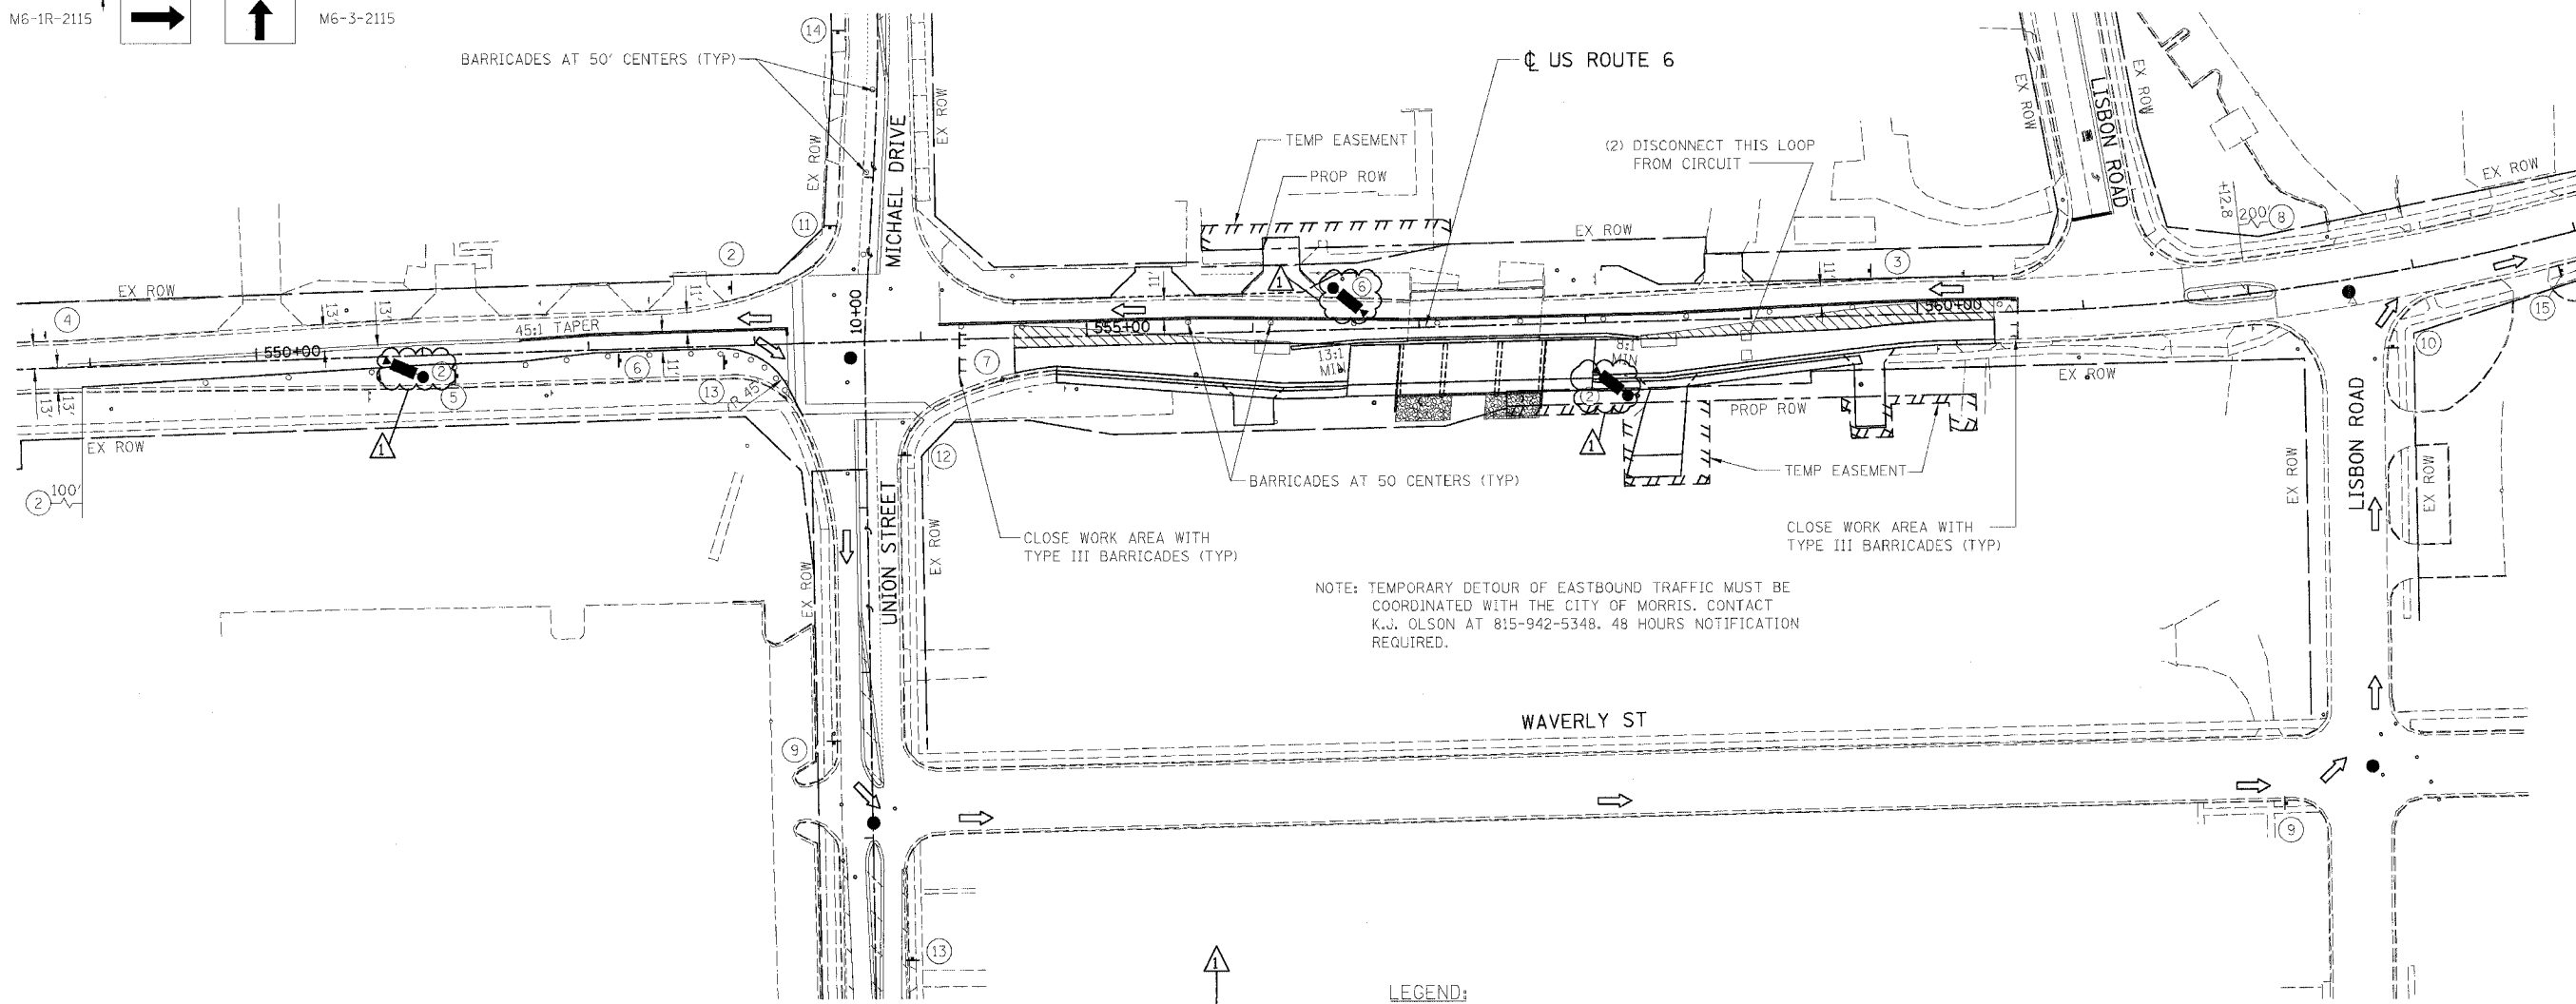 M6-1R-2115
M6-3-2115
14
BARRICADES AT 50' CENTERS (TYP)
℄ US ROUTE 6
EX ROW
EX ROW
EX ROW
EX ROW
LISBON ROAD
MICHAEL DRIVE
TEMP EASEMENT
(2) DISCONNECT THIS LOOP
FROM CIRCUIT
PROP ROW
EX ROW
+12.8
200'
8
11
2
EX ROW
3
1
6
11'
11'
EX ROW
4
13'
13'
11'
45:1 TAPER
10+00
550+00
555+00
560+00
15
13:1
MIN
8:1
MIN
7
10
2
6
11'
5
13
R 45'
13'
13'
2
EX ROW
PROP ROW
EX ROW
1
1
12
2
100'
BARRICADES AT 50 CENTERS (TYP)
TEMP EASEMENT
LISBON ROAD
EX ROW
EX ROW
UNION STREET
EX ROW
EX ROW
CLOSE WORK AREA WITH
TYPE III BARRICADES (TYP)
CLOSE WORK AREA WITH
TYPE III BARRICADES (TYP)
NOTE: TEMPORARY DETOUR OF EASTBOUND TRAFFIC MUST BE
COORDINATED WITH THE CITY OF MORRIS. CONTACT
K.J. OLSON AT 815-942-5348. 48 HOURS NOTIFICATION
REQUIRED.
WAVERLY ST
9
9
13
1
LEGEND: